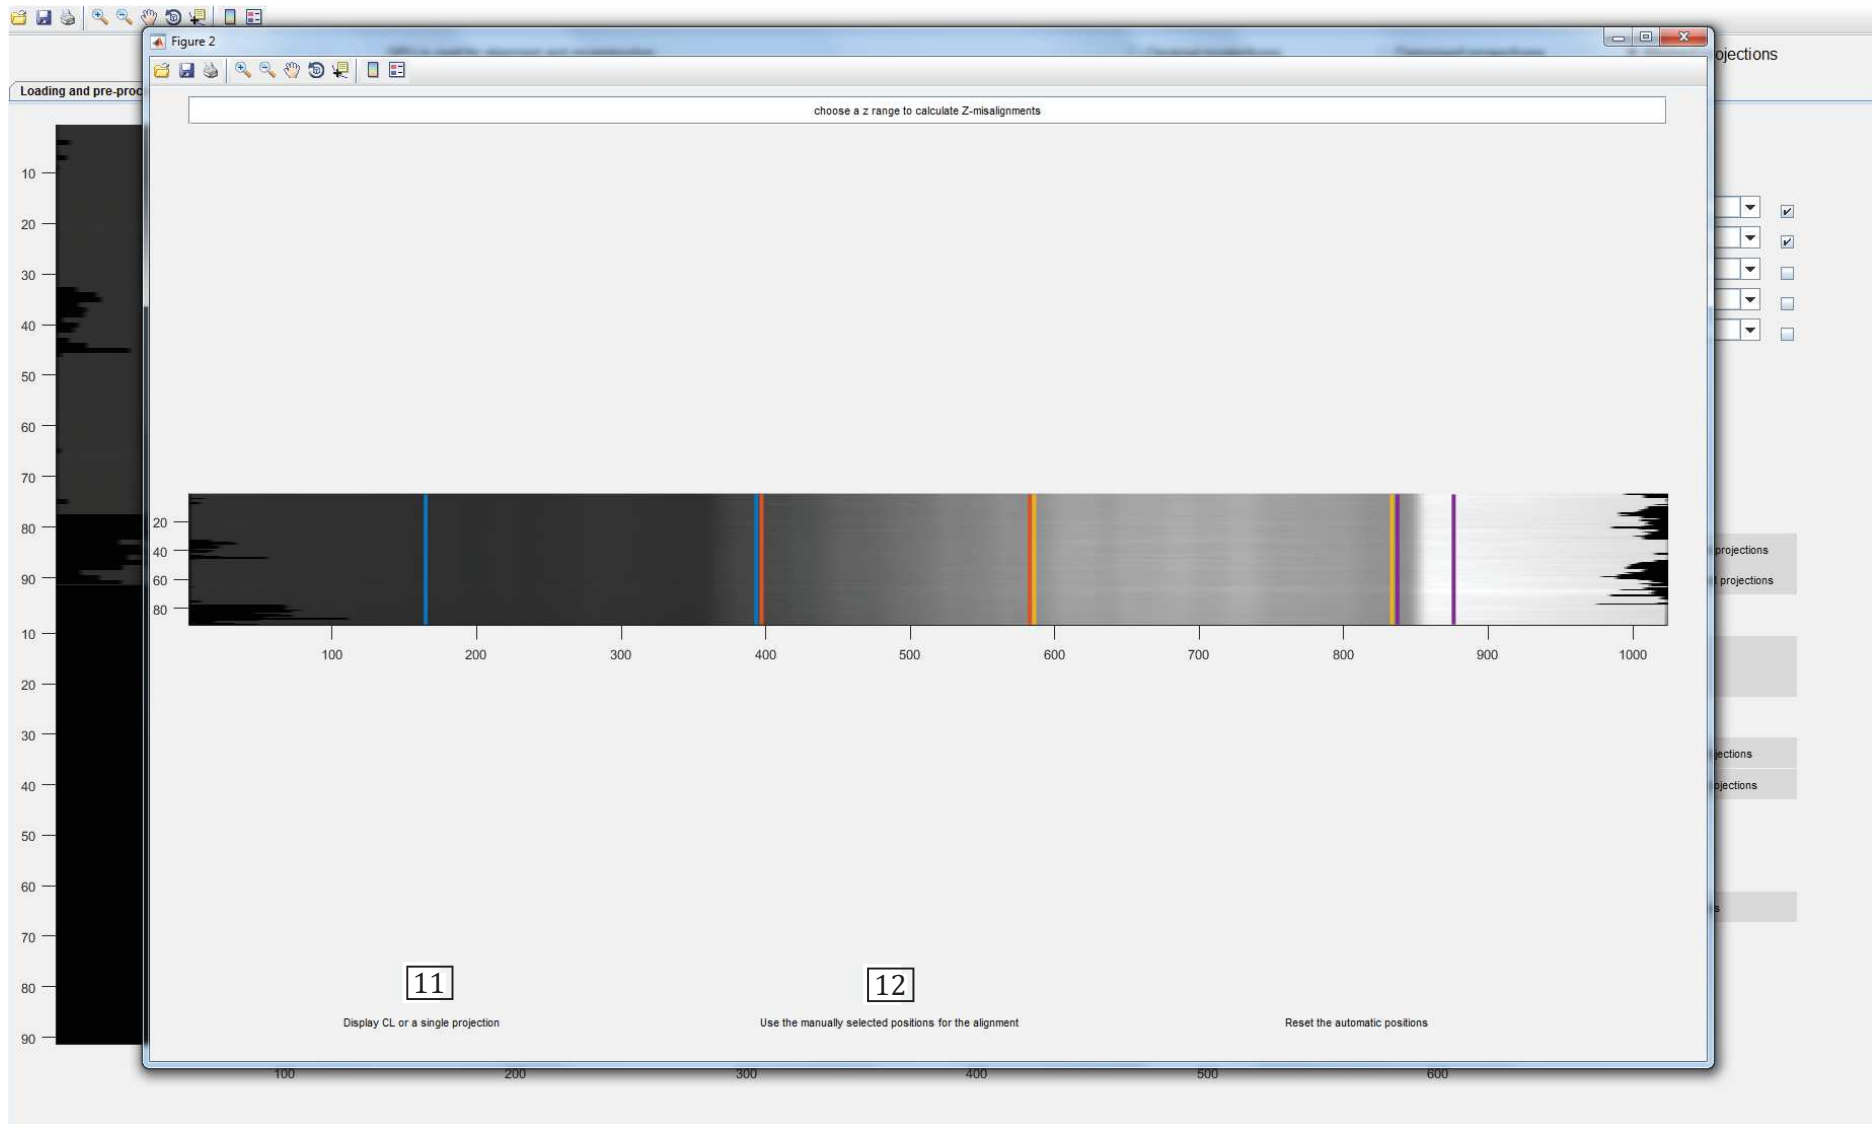 Figure 2
ojections
Loading and pre-proc
choose a z range to calculate Z-misalignments
10
20
30
40
50
60
70
80
90
10
20
30
40
50
60
70
80
90
20
40
60
80
100 200 300 400 500 600 700 800 900 1000
projections
projections
jections
ojections
s
11 12
Display CL or a single projection Use the manually selected positions for the alignment Reset the automatic positions
100 200 300 400 500 600